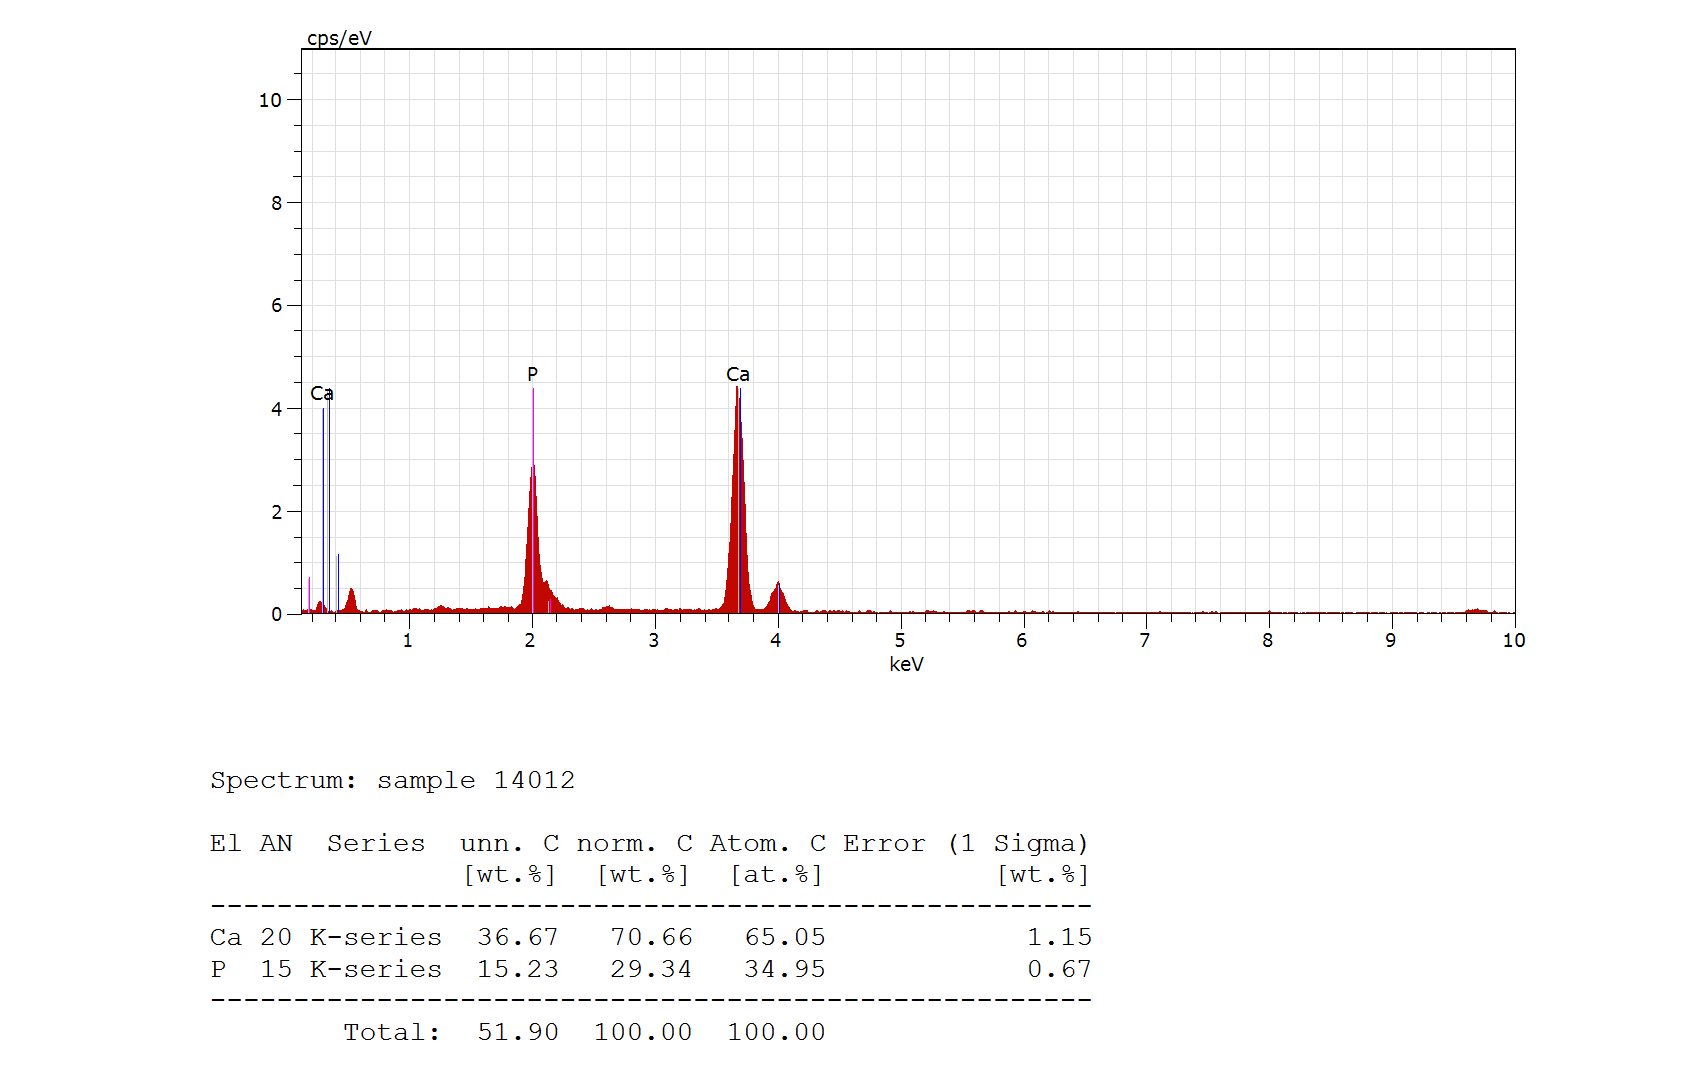 cps/eV
10
8
6
4
2
0
Ca
P
Ca
1 2 3 4 5 6 7 8 9 10
keV
Spectrum: sample 14012
El AN Series unn. C norm. C Atom. C Error (1 Sigma)
[wt.%] [wt.%] [at.%] [wt.%]
-----------------------------------------------------
Ca 20 K-series 36.67 70.66 65.05 1.15
P 15 K-series 15.23 29.34 34.95 0.67
-----------------------------------------------------
Total: 51.90 100.00 100.00